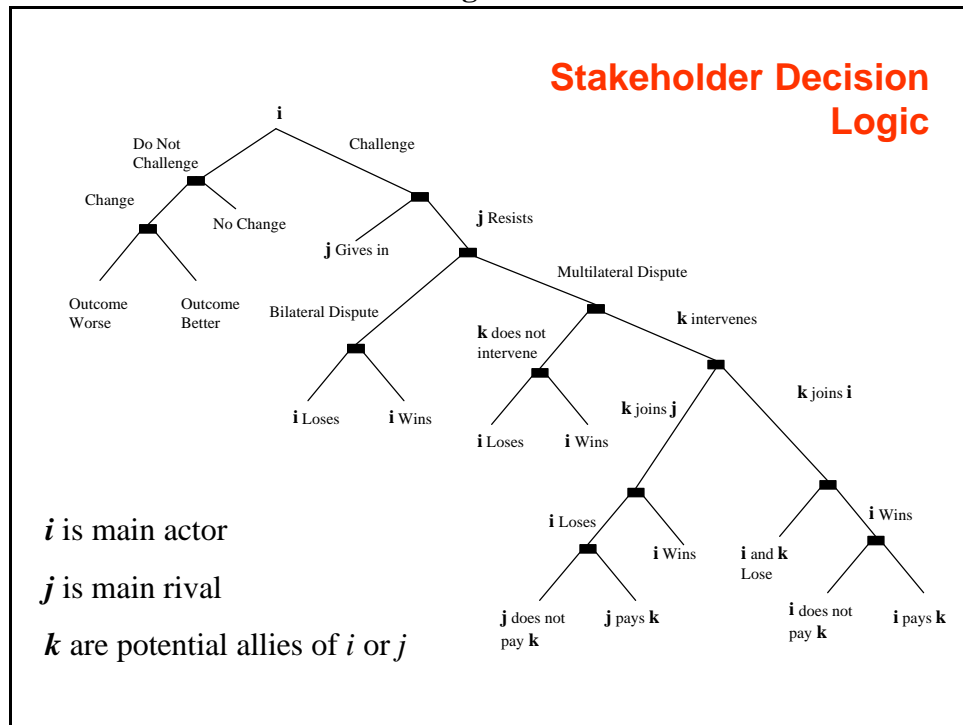 Stakeholder Decision
Logic
i
Do Not
Challenge
Challenge
Change
No Change
j Gives in
j Resists
Outcome
Worse
Outcome
Better
Bilateral Dispute
Multilateral Dispute
k does not
intervene
k intervenes
i Loses
i Wins
i Loses
i Wins
k joins j
k joins i
i Loses
i Wins
i and k
Lose
i Wins
j does not
pay k
j pays k
i does not
pay k
i pays k
i is main actor
j is main rival
k are potential allies of i or j